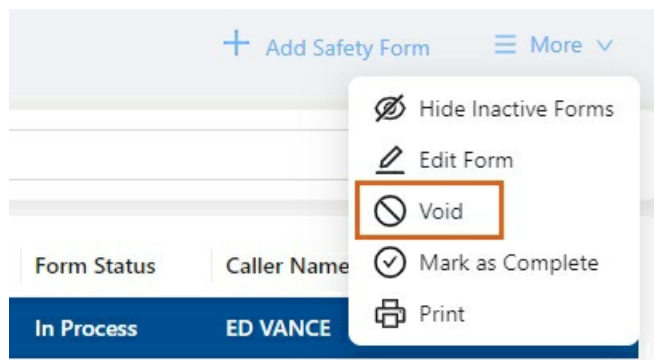 Add Safety Form More
Hide Inactive Forms
Edit Form
Void
Mark as Complete
Print
Form Status Caller Name
In Process ED VANCE